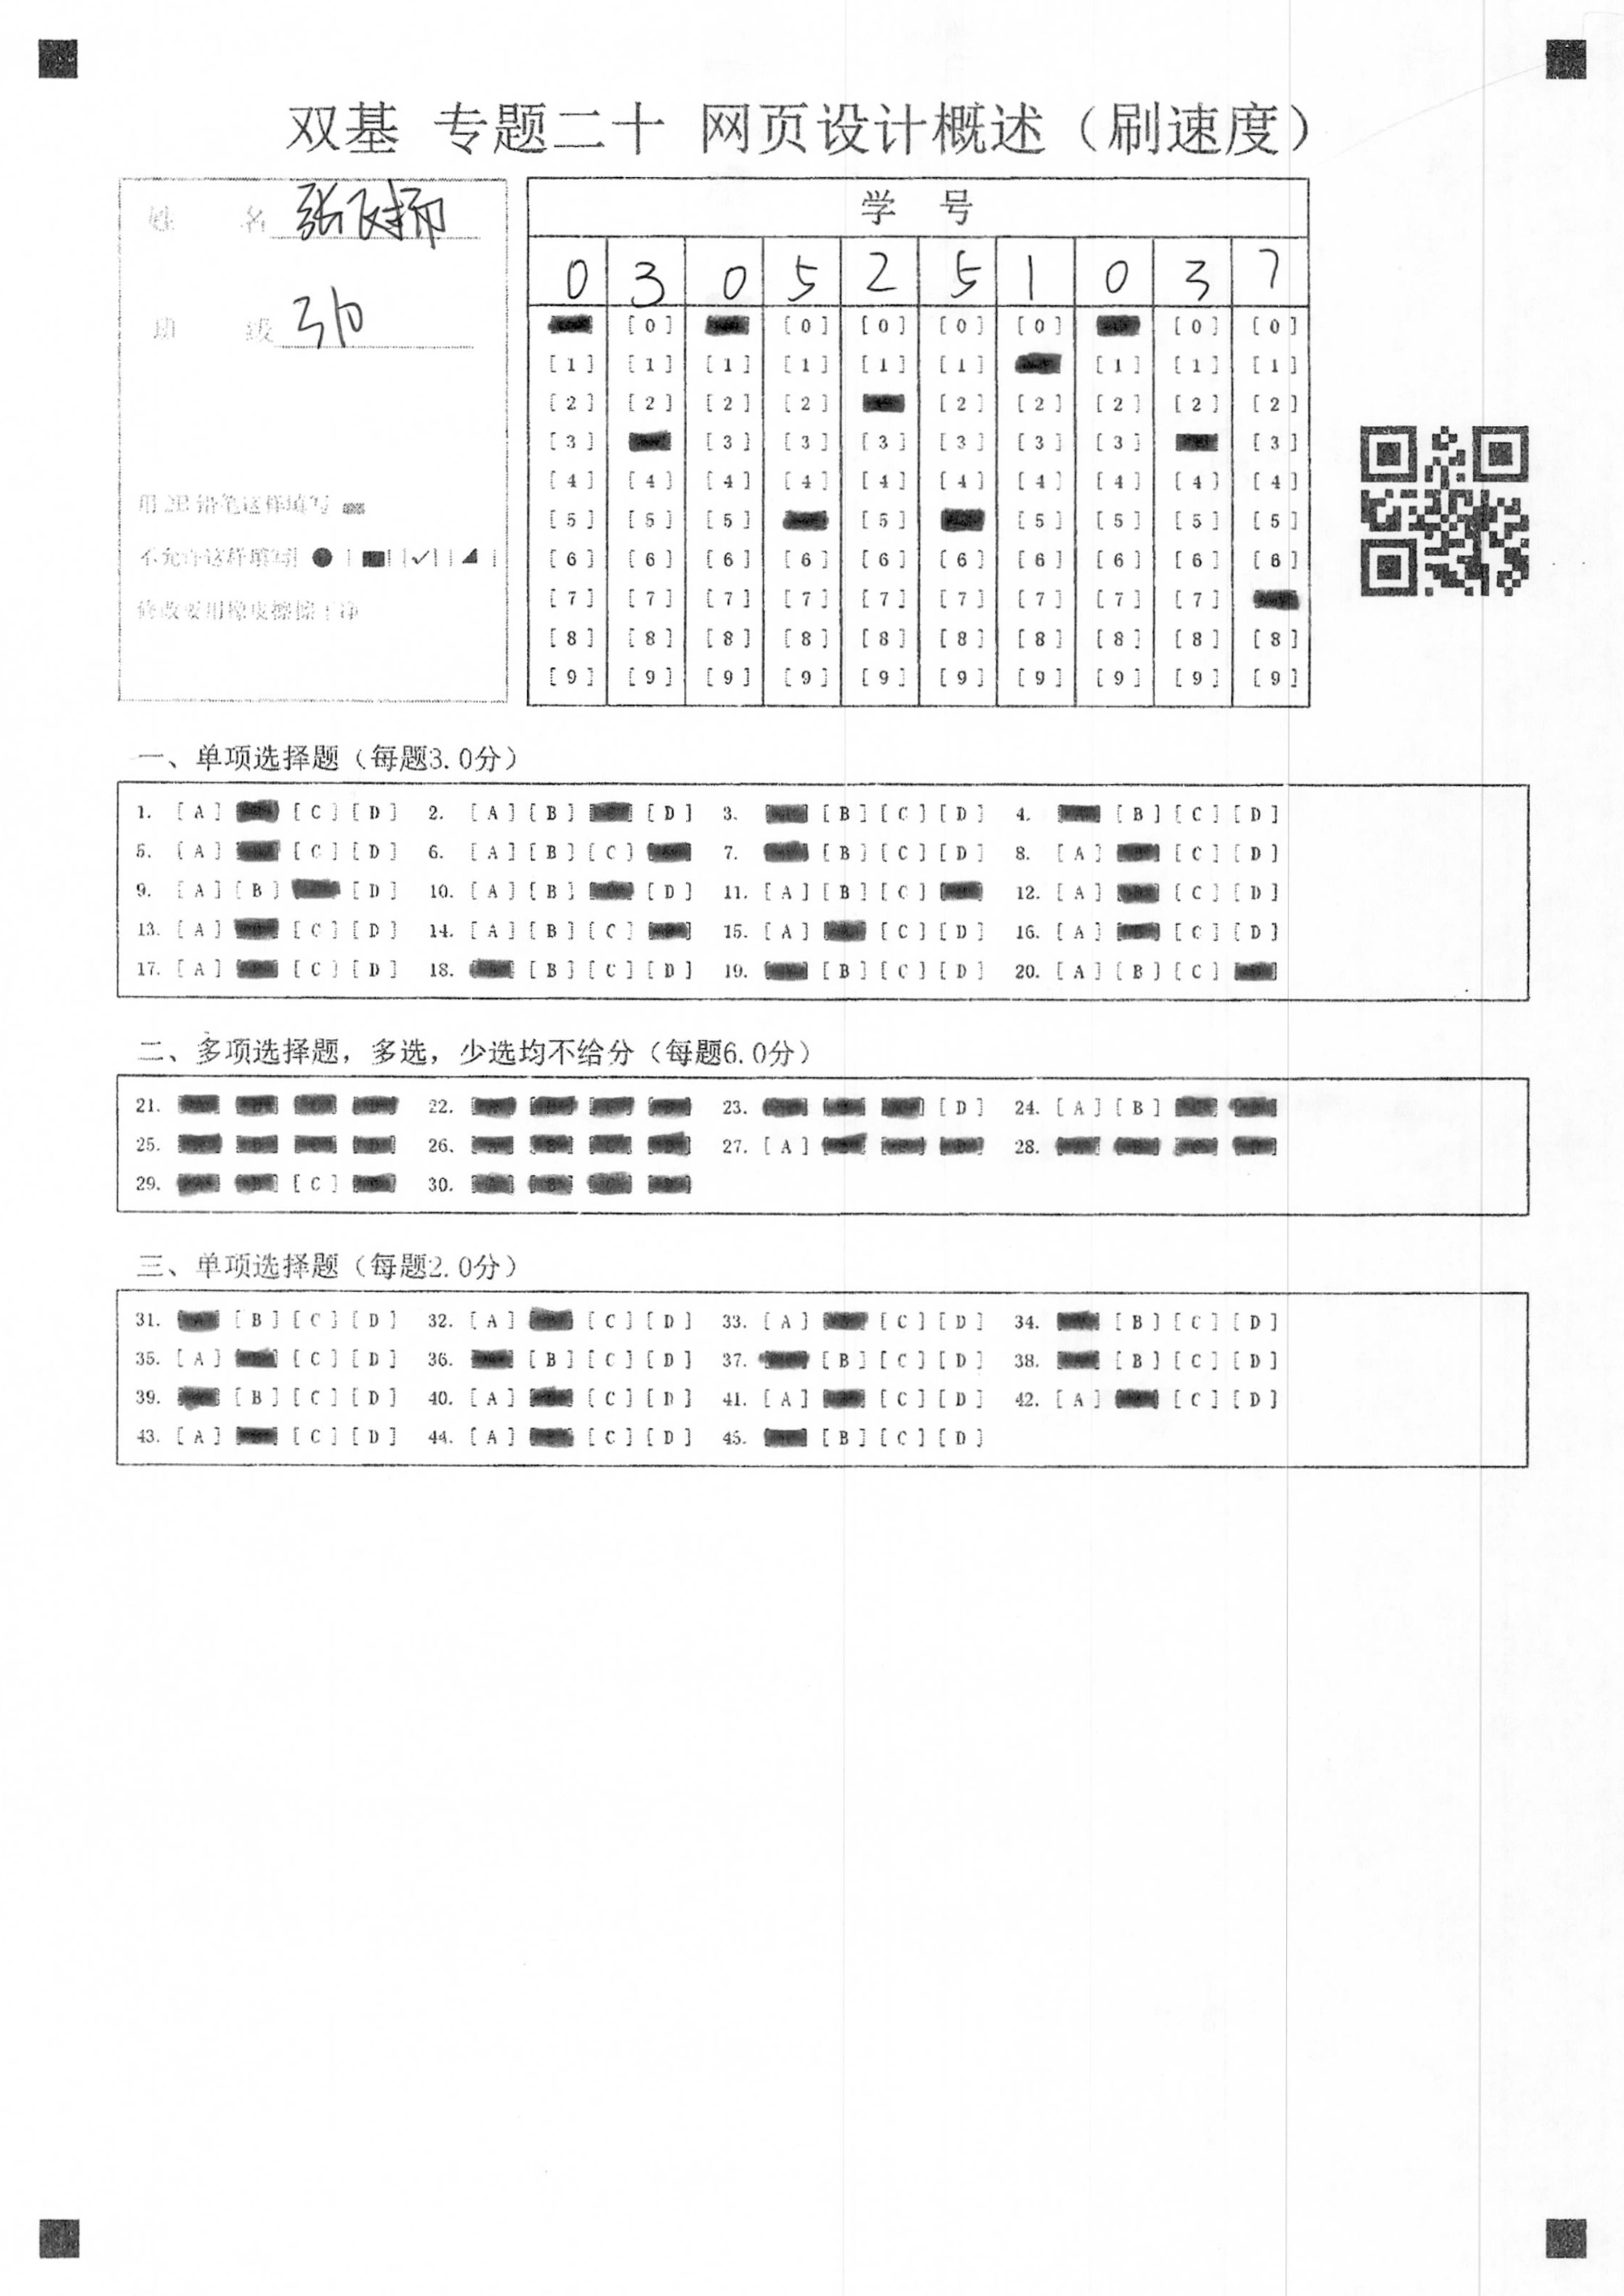 双基 专题二十 网页设计概述（刷速度）
姓 名 张飞扬
班 级
用2B铅笔这样填写
不允许这样填写
修改要用橡皮擦擦干净
学 号
0 3 0 5 2 5 1 0 3 7
[0] [0] [0] [0] [0] [0] [0]
[1] [1] [1] [1] [1] [1] [1] [1] [1]
[2] [2] [2] [2] [2] [2] [2] [2] [2]
[3] [3] [3] [3] [3] [3] [3] [3]
[4] [4] [4] [4] [4] [4] [4] [4] [4] [4]
[5] [5] [5] [5] [5] [5] [5] [5]
[6] [6] [6] [6] [6] [6] [6] [6] [6] [6]
[7] [7] [7] [7] [7] [7] [7] [7] [7]
[8] [8] [8] [8] [8] [8] [8] [8] [8] [8]
[9] [9] [9] [9] [9] [9] [9] [9] [9] [9]
一、单项选择题（每题3.0分）
1. [A] [C] [D] 2. [A] [B] [D] 3. [B] [C] [D] 4. [B] [C] [D]
5. [A] [C] [D] 6. [A] [B] [C] 7. [B] [C] [D] 8. [A] [C] [D]
9. [A] [B] [D] 10. [A] [B] [D] 11. [A] [B] [C] 12. [A] [C] [D]
13. [A] [C] [D] 14. [A] [B] [C] 15. [A] [C] [D] 16. [A] [C] [D]
17. [A] [C] [D] 18. [B] [C] [D] 19. [B] [C] [D] 20. [A] [B] [C]
二、多项选择题，多选，少选均不给分（每题6.0分）
21. 22. 23. [D] 24. [A] [B]
25. 26. 27. [A] 28.
29. [C] 30.
三、单项选择题（每题2.0分）
31. [B] [C] [D] 32. [A] [C] [D] 33. [A] [C] [D] 34. [B] [C] [D]
35. [A] [C] [D] 36. [B] [C] [D] 37. [B] [C] [D] 38. [B] [C] [D]
39. [B] [C] [D] 40. [A] [C] [D] 41. [A] [C] [D] 42. [A] [C] [D]
43. [A] [C] [D] 44. [A] [C] [D] 45. [B] [C] [D]